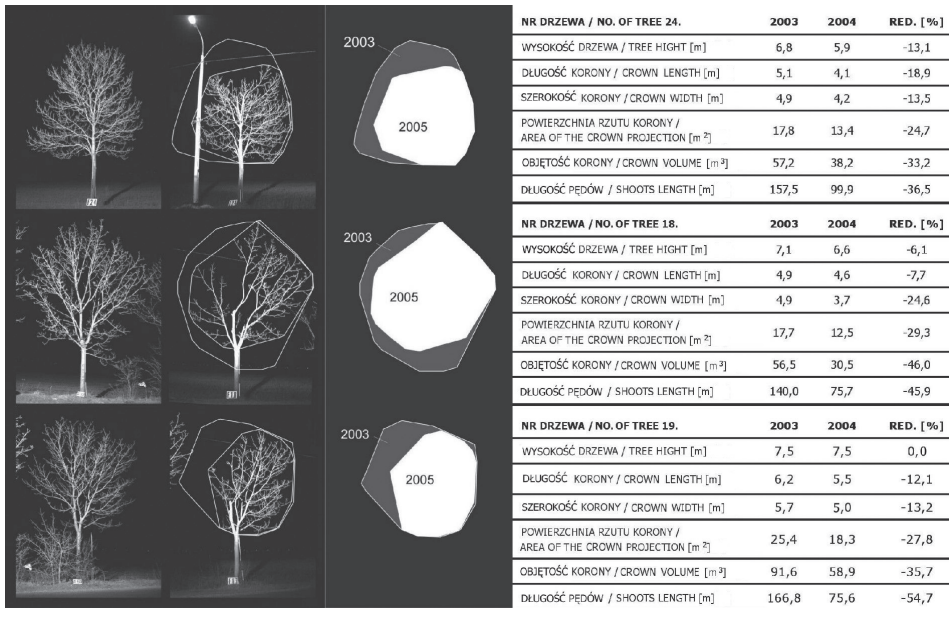 2003
2005
124
2003
2005
2003
2005
NR DRZEWA / NO. OF TREE 24. 2003 2004 RED. [%]
WYSOKOŚĆ DRZEWA / TREE HIGHT [m] 6,8 5,9 -13,1
DŁUGOŚĆ KORONY / CROWN LENGTH [m] 5,1 4,1 -18,9
SZEROKOŚĆ KORONY / CROWN WIDTH [m] 4,9 4,2 -13,5
POWIERZCHNIA RZUTU KORONY /
AREA OF THE CROWN PROJECTION [m²] 17,8 13,4 -24,7
OBJĘTOŚĆ KORONY / CROWN VOLUME [m³] 57,2 38,2 -33,2
DŁUGOŚĆ PĘDÓW / SHOOTS LENGTH [m] 157,5 99,9 -36,5
NR DRZEWA / NO. OF TREE 18. 2003 2004 RED. [%]
WYSOKOŚĆ DRZEWA / TREE HIGHT [m] 7,1 6,6 -6,1
DŁUGOŚĆ KORONY / CROWN LENGTH [m] 4,9 4,6 -7,7
SZEROKOŚĆ KORONY / CROWN WIDTH [m] 4,9 3,7 -24,6
POWIERZCHNIA RZUTU KORONY /
AREA OF THE CROWN PROJECTION [m²] 17,7 12,5 -29,3
OBJĘTOŚĆ KORONY / CROWN VOLUME [m³] 56,5 30,5 -46,0
DŁUGOŚĆ PĘDÓW / SHOOTS LENGTH [m] 140,0 75,7 -45,9
NR DRZEWA / NO. OF TREE 19. 2003 2004 RED. [%]
WYSOKOŚĆ DRZEWA / TREE HIGHT [m] 7,5 7,5 0,0
DŁUGOŚĆ KORONY / CROWN LENGTH [m] 6,2 5,5 -12,1
SZEROKOŚĆ KORONY / CROWN WIDTH [m] 5,7 5,0 -13,2
POWIERZCHNIA RZUTU KORONY /
AREA OF THE CROWN PROJECTION [m²] 25,4 18,3 -27,8
OBJĘTOŚĆ KORONY / CROWN VOLUME [m³] 91,6 58,9 -35,7
DŁUGOŚĆ PĘDÓW / SHOOTS LENGTH [m] 166,8 75,6 -54,7